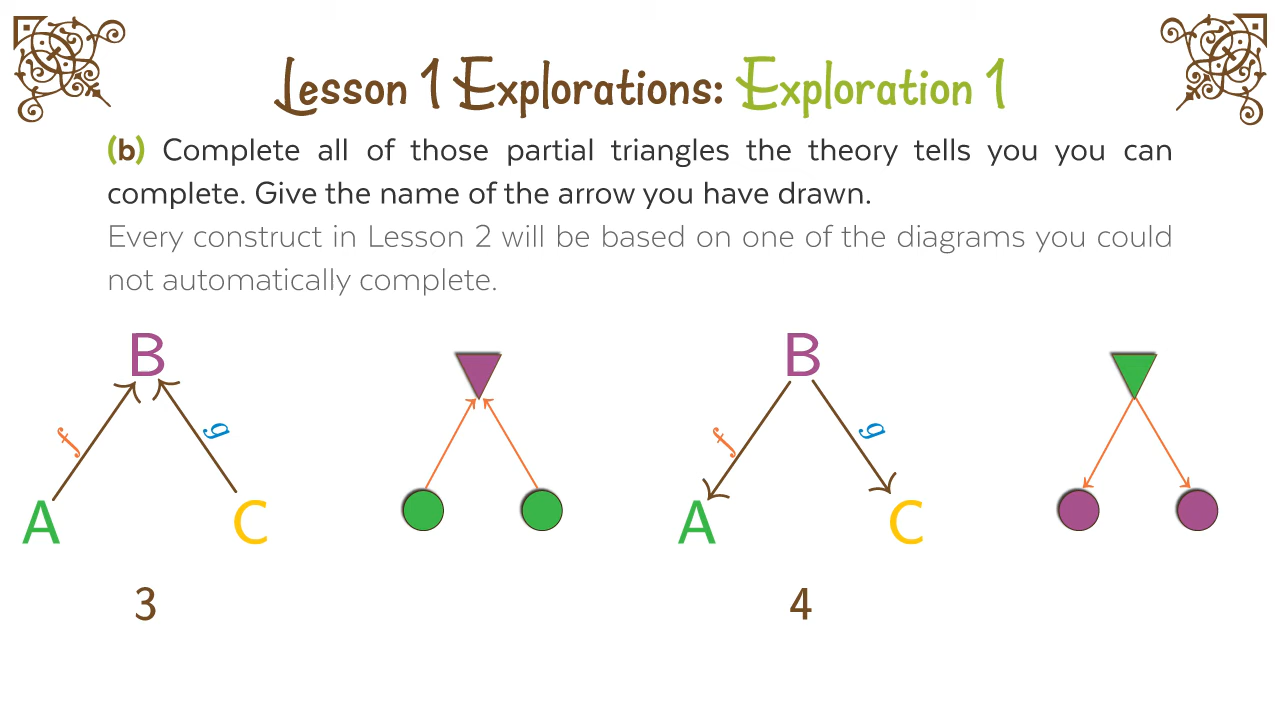 Lesson 1 Explorations: Exploration 1
(b) Complete all of those partial triangles the theory tells you you can
complete. Give the name of the arrow you have drawn.
Every construct in Lesson 2 will be based on one of the diagrams you could
not automatically complete.
B
f
g
A
C
3
B
f
g
A
C
4